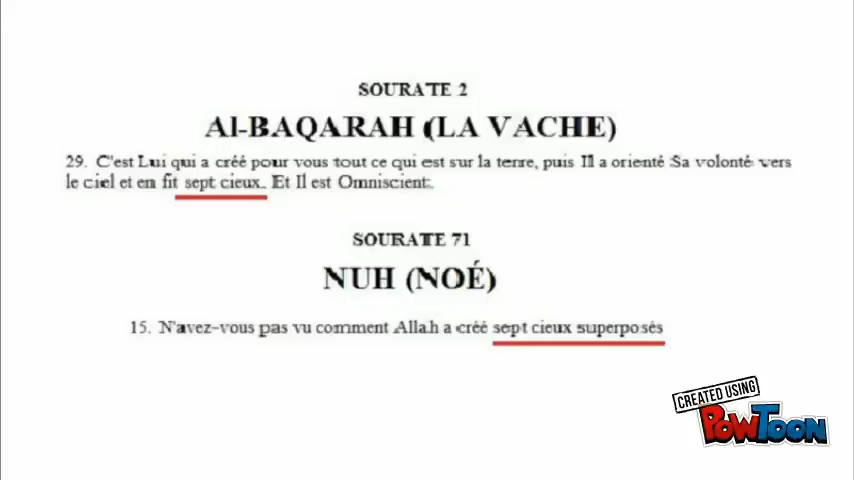 SOURATE 2
Al-BAQARAH (LA VACHE)
29. C'est Lui qui a créé pour vous tout ce qui est sur la terre, puis Il a orienté Sa volonté vers
le ciel et en fit sept cieux. Et Il est Omniscient.
SOURATE 71
NUH (NOÉ)
15. N'avez-vous pas vu comment Allah a créé sept cieux superposés
CREATED USING
POWTOON